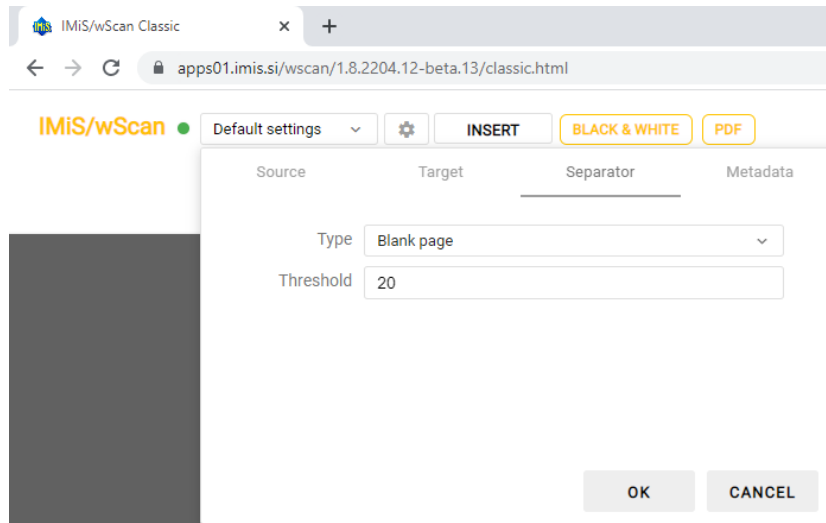 IMiS/wScan Classic
apps01.imis.si/wscan/1.8.2204.12-beta.13/classic.html
IMiS/wScan Default settings INSERT BLACK & WHITE PDF
Source Target Separator Metadata
Type Blank page
Threshold 20
OK CANCEL